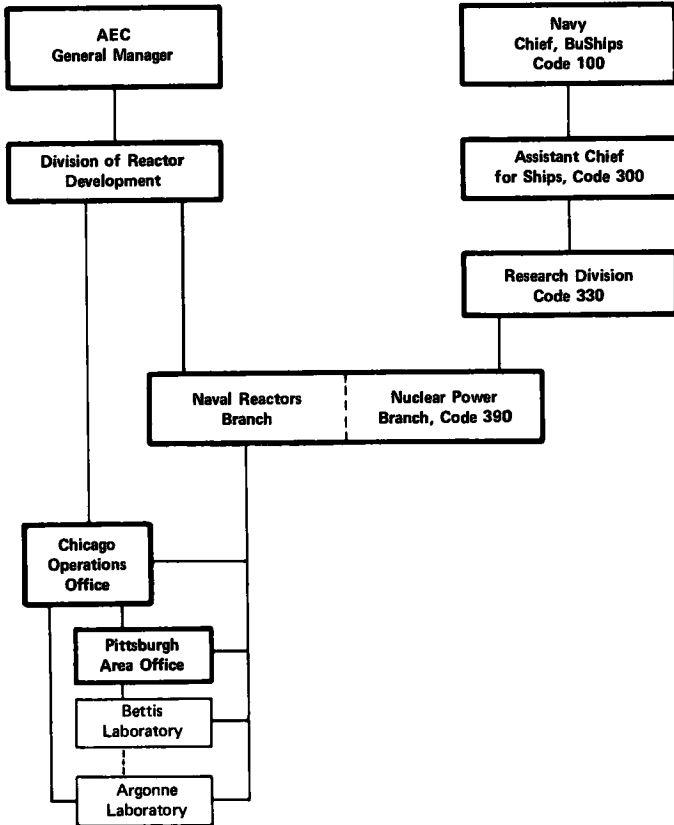 AEC
General Manager
Navy
Chief, BuShips
Code 100
Division of Reactor
Development
Assistant Chief
for Ships, Code 300
Research Division
Code 330
Naval Reactors
Branch
Nuclear Power
Branch, Code 390
Chicago
Operations
Office
Pittsburgh
Area Office
Bettis
Laboratory
Argonne
Laboratory